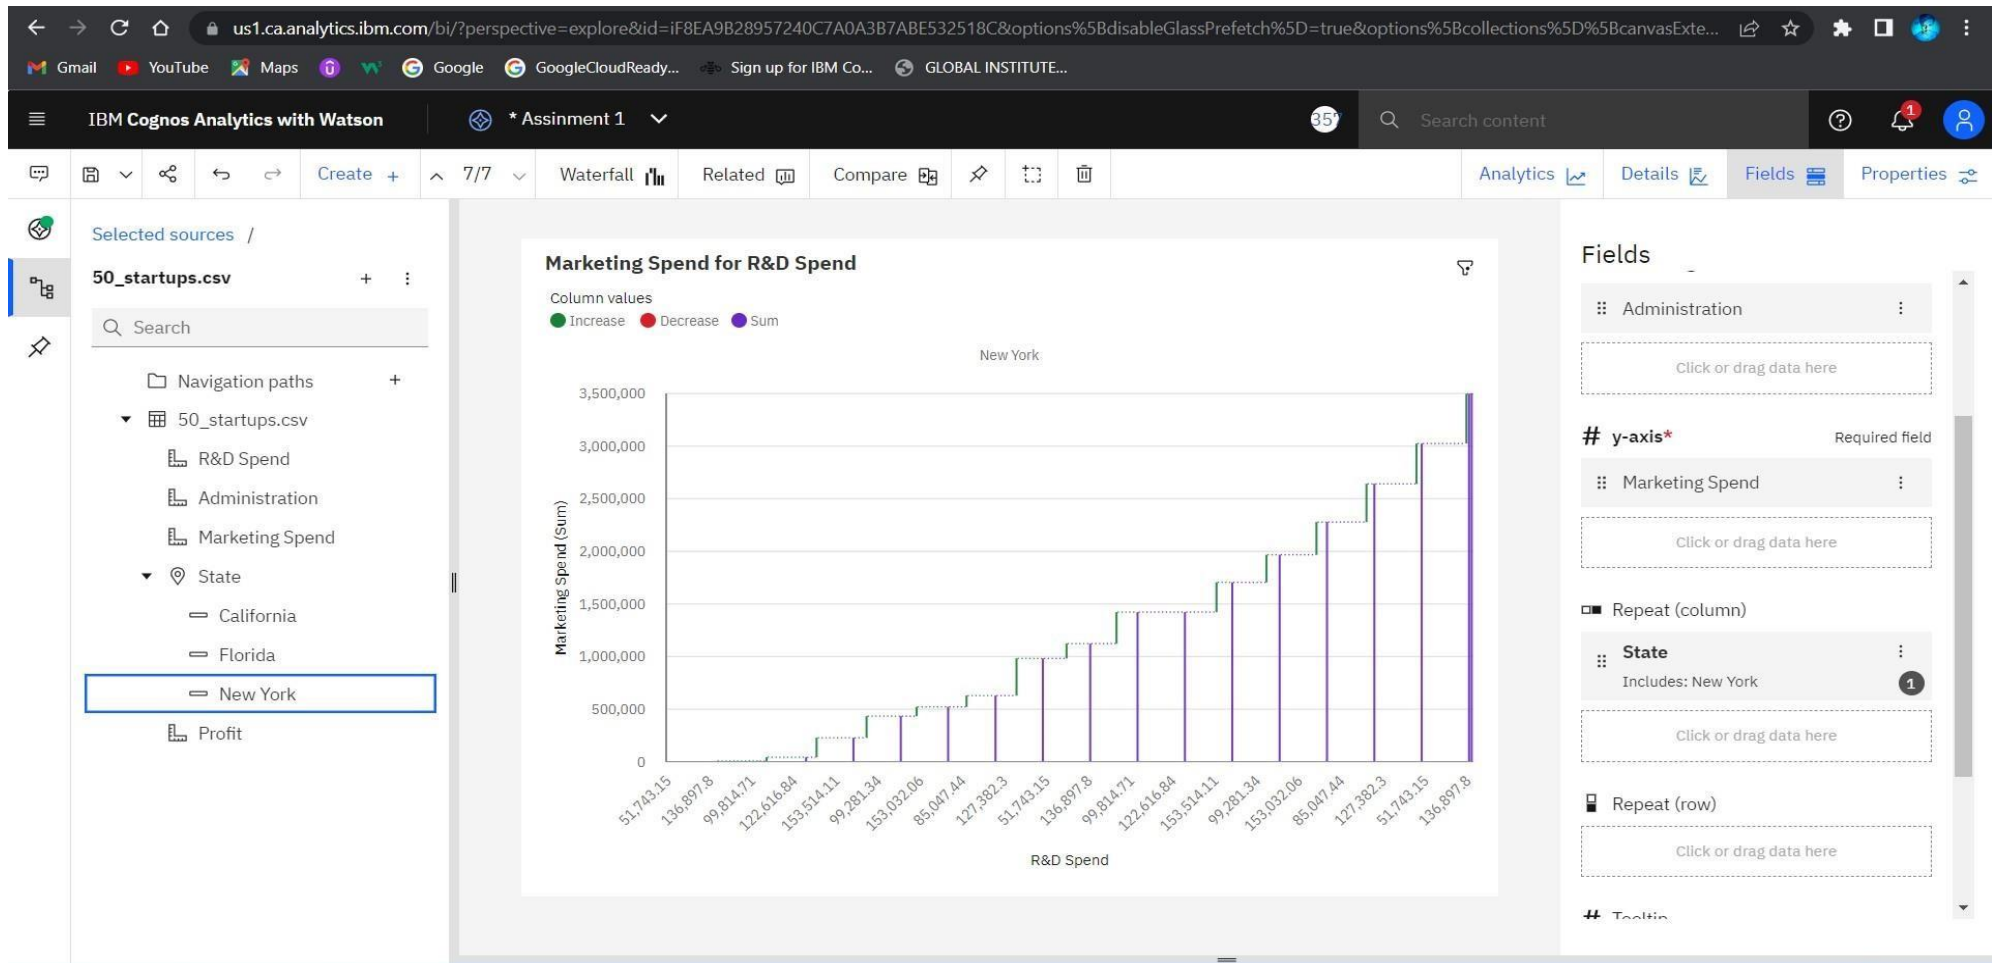 us1.ca.analytics.ibm.com/bi/?perspective=explore&id=iF8EA9B28957240C7A0A3B7ABE532518C&options%5BdisableGlassPrefetch%5D=true&options%5Bcollections%5D%5BcanvasExte...
Gmail YouTube Maps Google GoogleCloudReady... Sign up for IBM Co... GLOBAL INSTITUTE...
IBM Cognos Analytics with Watson * Assinment 1 357 Search content 1
Create + 7/7 Waterfall Related Compare Analytics Details Fields Properties
Selected sources /
50_startups.csv
Search
Navigation paths
50_startups.csv
R&D Spend
Administration
Marketing Spend
State
California
Florida
New York
Profit
Marketing Spend for R&D Spend
Column values
Increase Decrease Sum
New York
3,500,000
3,000,000
2,500,000
2,000,000
1,500,000
1,000,000
500,000
0
Marketing Spend (Sum)
51,743.15 136,897.8 99,814.71 122,616.84 153,514.11 99,281.34 153,032.06 85,047.44 127,382.3 51,743.15 136,897.8 99,814.71 122,616.84 153,514.11 99,281.34 153,032.06 85,047.44 127,382.3 51,743.15 136,897.8
R&D Spend
Fields
Administration
Click or drag data here
# y-axis* Required field
Marketing Spend
Click or drag data here
Repeat (column)
State
Includes: New York 1
Click or drag data here
Repeat (row)
Click or drag data here
# Tooltip